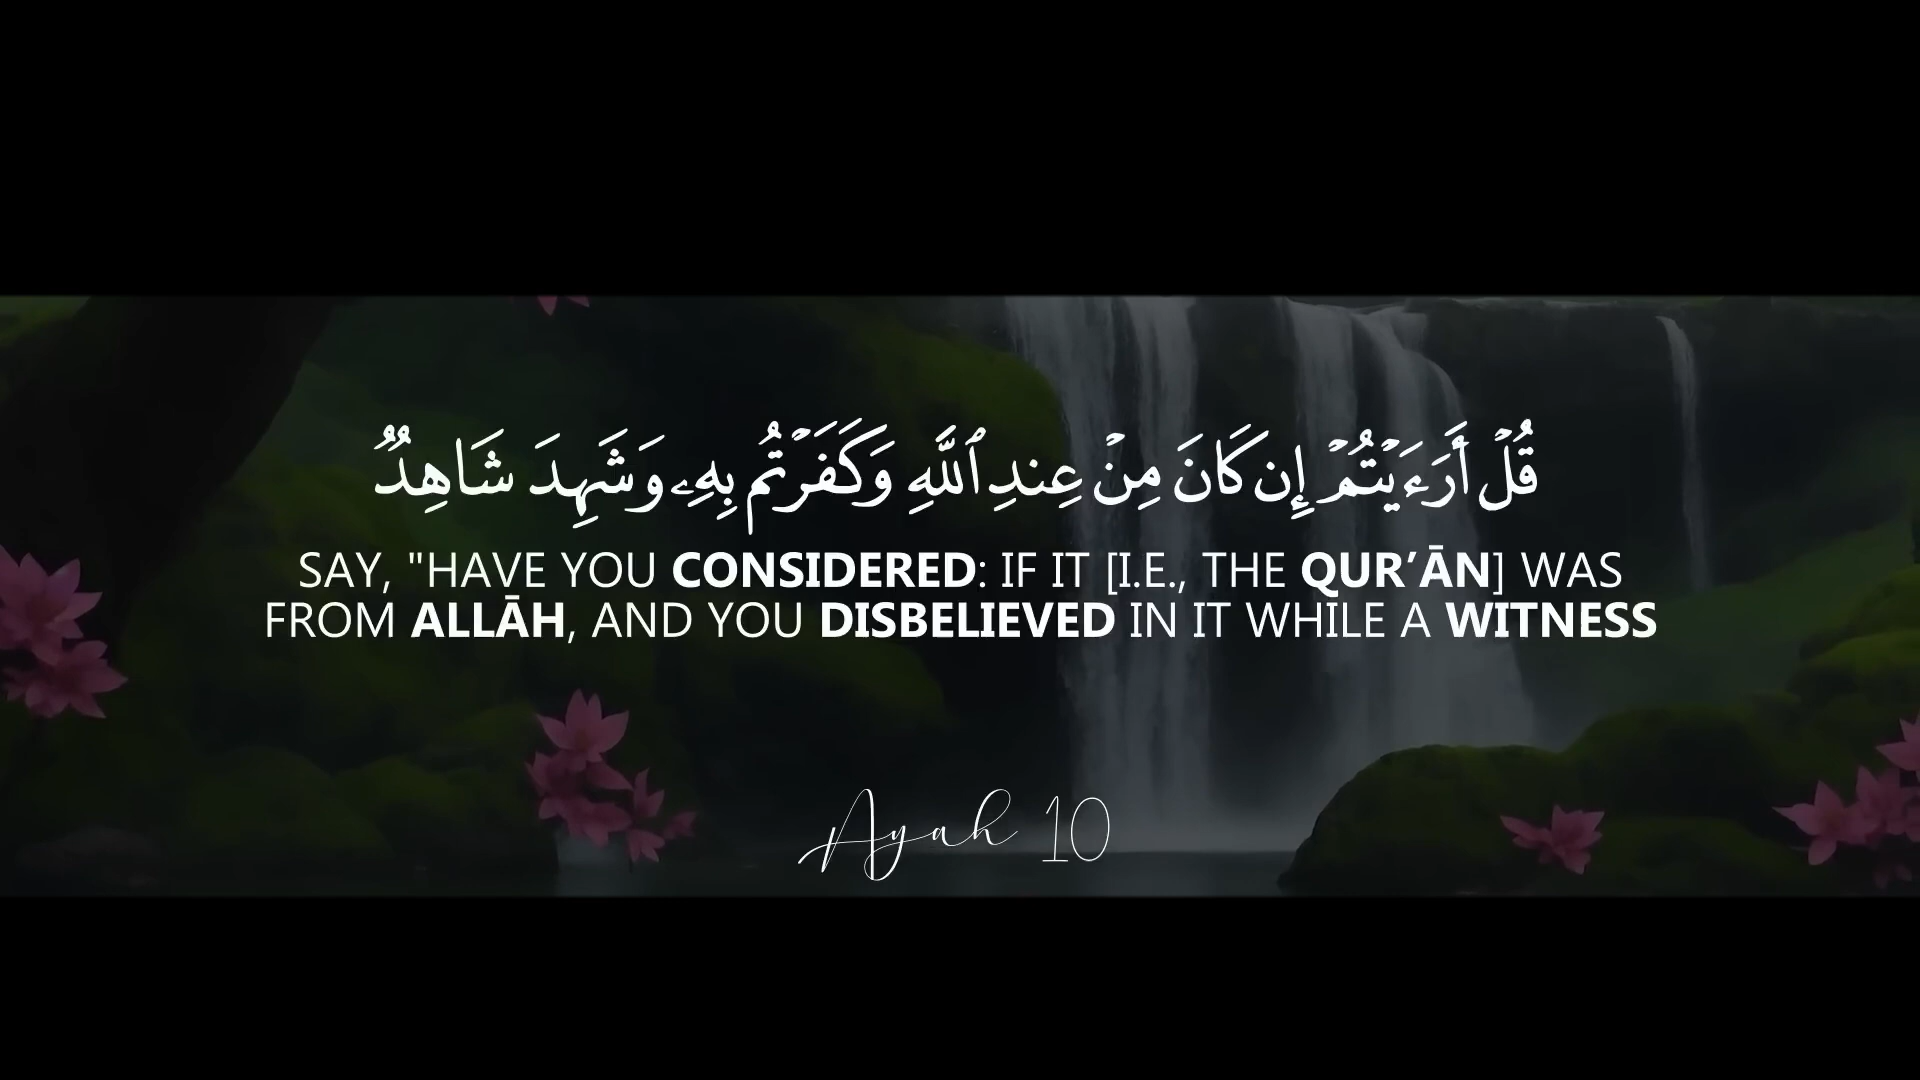 قُلۡ أَرَءَيۡتُمۡ إِن كَانَ مِنۡ عِندِ ٱللَّهِ وَكَفَرۡتُم بِهِۦ وَشَهِدَ شَاهِدٌۭ
SAY, "HAVE YOU CONSIDERED: IF IT [I.E., THE QUR’ĀN] WAS
FROM ALLĀH, AND YOU DISBELIEVED IN IT WHILE A WITNESS
Ayah 10